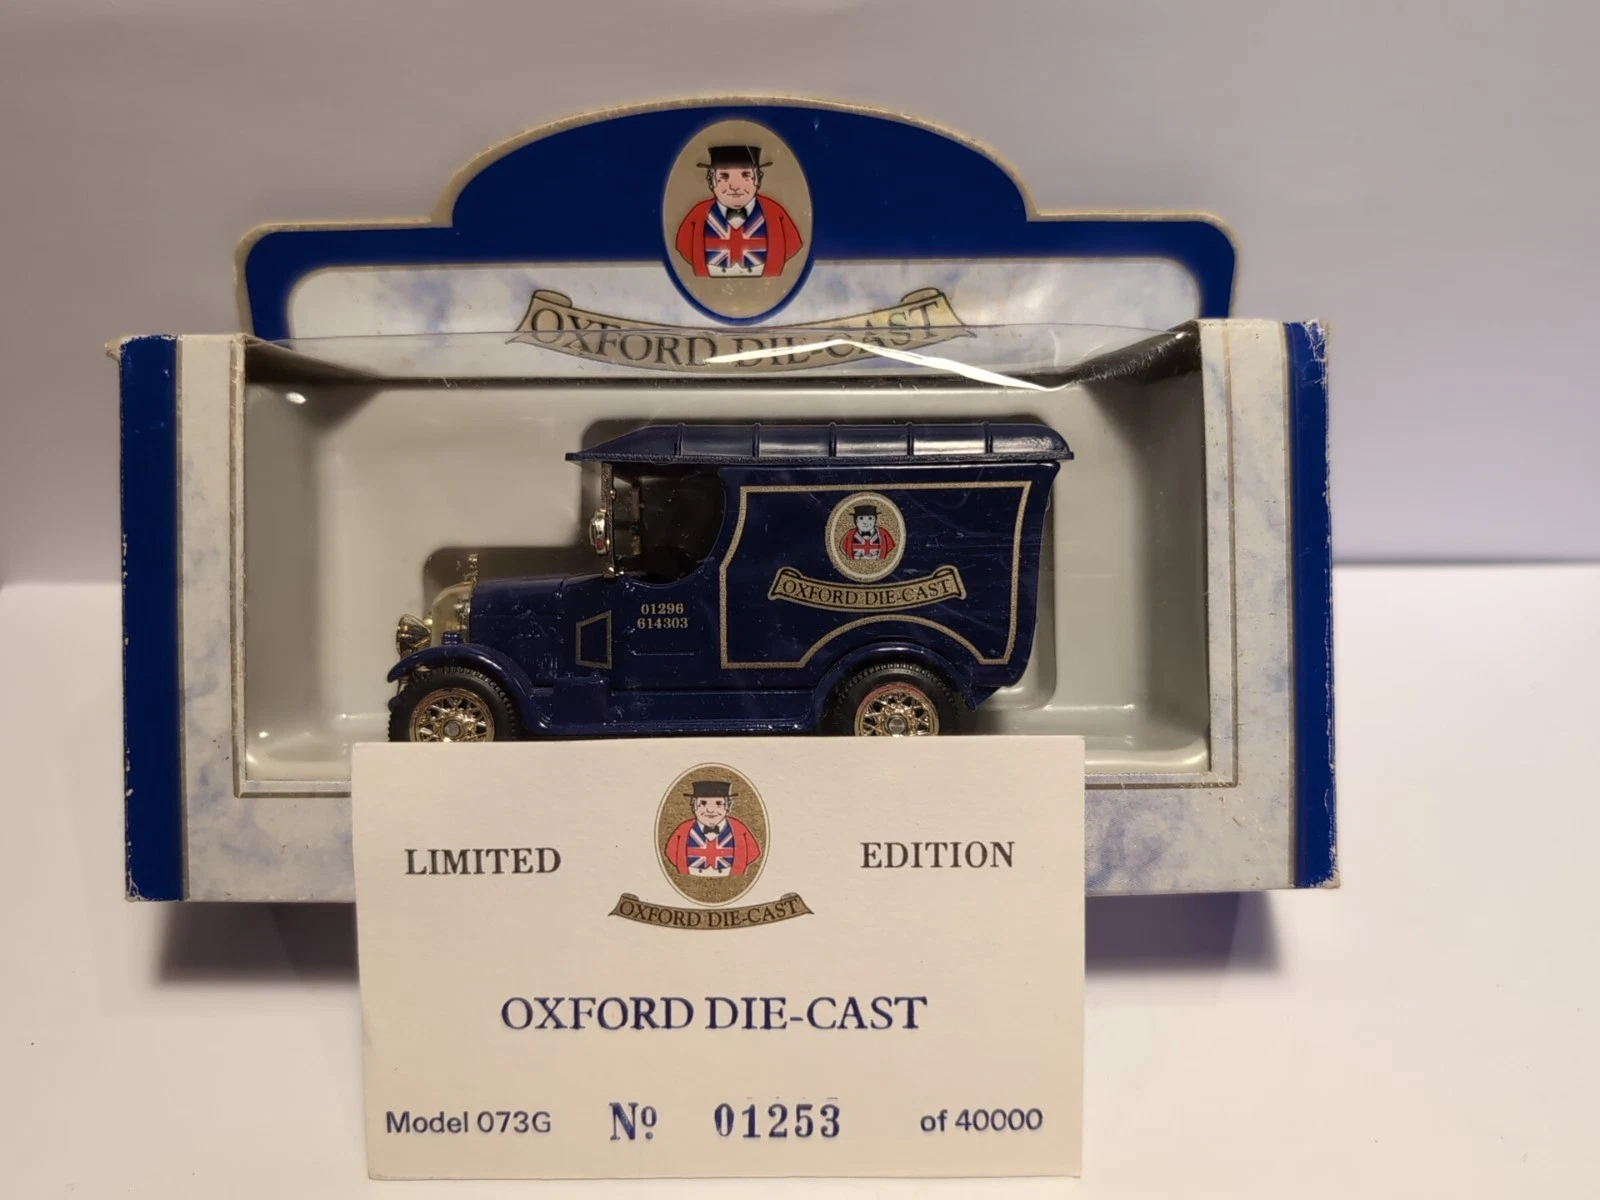 OXFORD DIE-CAST
OXFORD DIE-CAST
01296
614303
LIMITED EDITION
OXFORD DIE-CAST
OXFORD DIE-CAST
Model 073G Nº 01253 of 40000